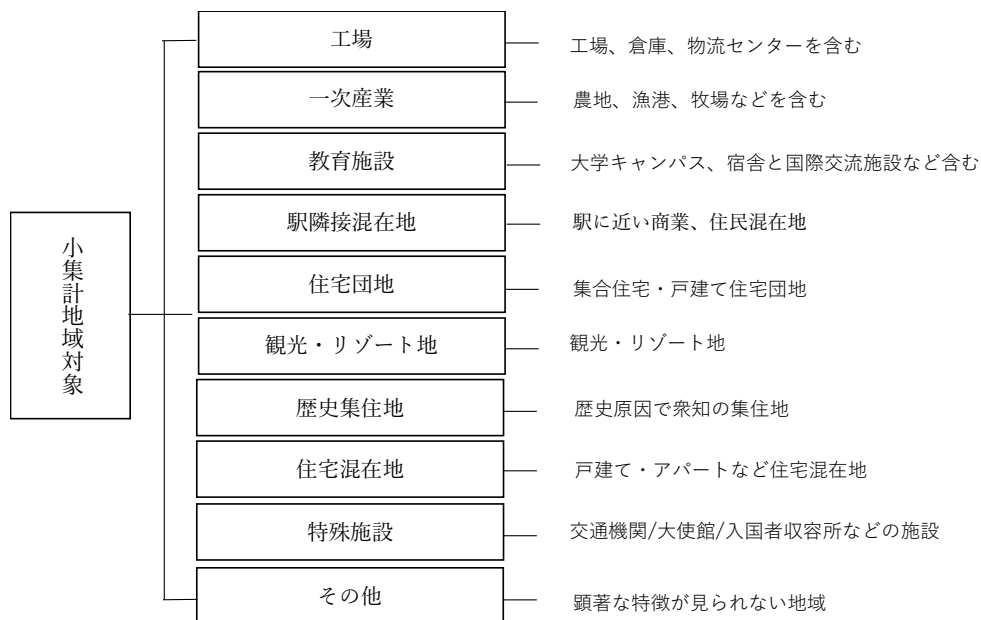 小集計地域対象
工場
工場、倉庫、物流センターを含む
一次産業
農地、漁港、牧場などを含む
教育施設
大学キャンパス、宿舎と国際交流施設など含む
駅隣接混在地
駅に近い商業、住民混在地
住宅団地
集合住宅・戸建て住宅団地
観光・リゾート地
観光・リゾート地
歴史集住地
歴史原因で衆知の集住地
住宅混在地
戸建て・アパートなど住宅混在地
特殊施設
交通機関/大使館/入国者収容所などの施設
その他
顕著な特徴が見られない地域